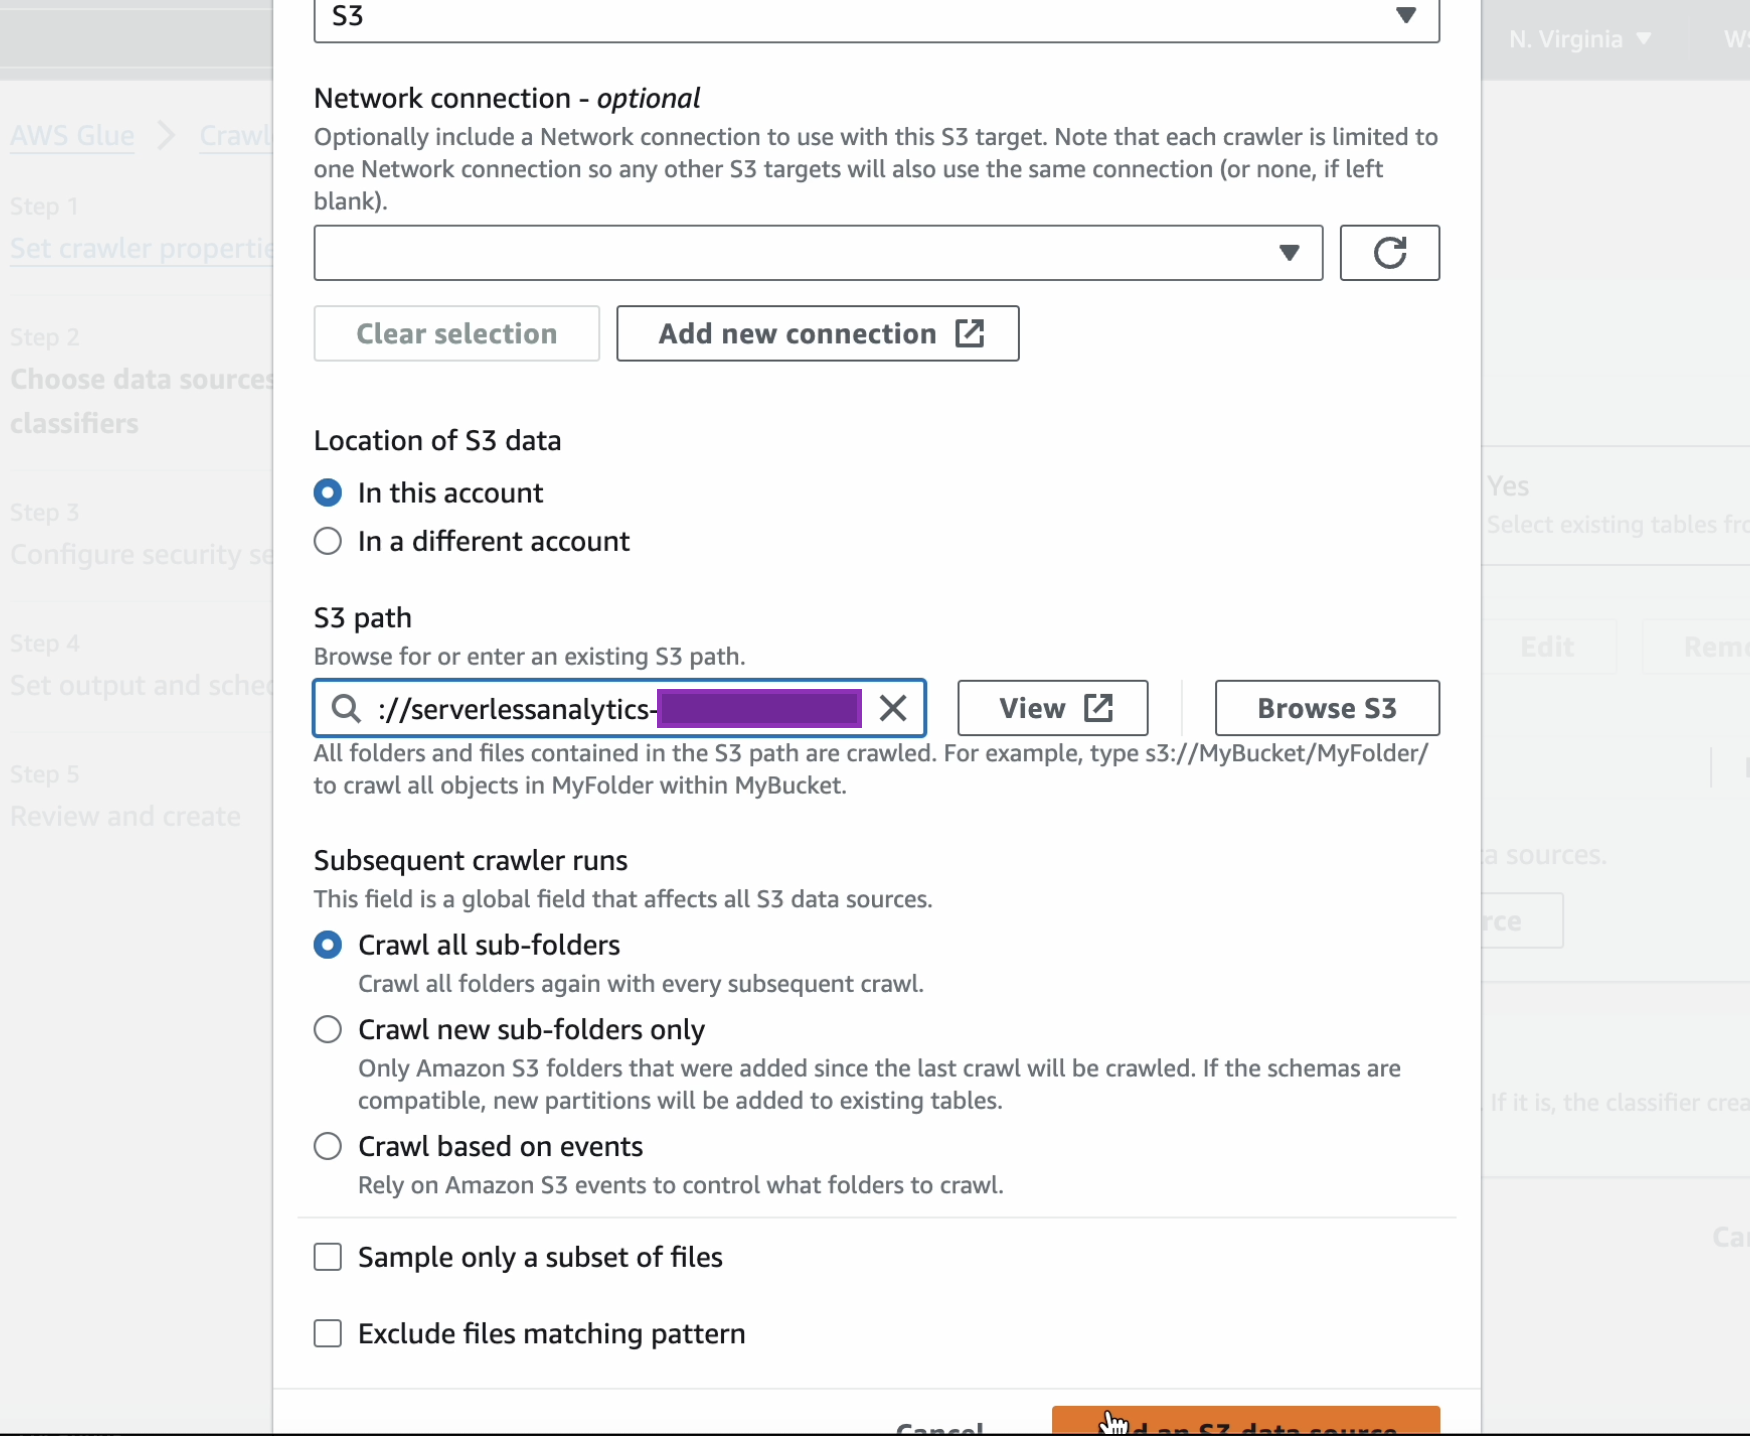 S3
N. Virginia
Network connection - optional
Optionally include a Network connection to use with this S3 target. Note that each crawler is limited to
one Network connection so any other S3 targets will also use the same connection (or none, if left
blank).
AWS Glue
Crawl
Step 1
Set crawler propertie
Clear selection
Add new connection
Step 2
Choose data sources
classifiers
Location of S3 data
In this account
In a different account
Yes
Select existing tables fro
Step 3
Configure security se
S3 path
Browse for or enter an existing S3 path.
://serverlessanalytics-
View
Browse S3
Edit
Remo
Step 4
Set output and sched
All folders and files contained in the S3 path are crawled. For example, type s3://MyBucket/MyFolder/
to crawl all objects in MyFolder within MyBucket.
Step 5
Review and create
Subsequent crawler runs
This field is a global field that affects all S3 data sources.
a sources.
rce
Crawl all sub-folders
Crawl all folders again with every subsequent crawl.
Crawl new sub-folders only
Only Amazon S3 folders that were added since the last crawl will be crawled. If the schemas are
compatible, new partitions will be added to existing tables.
If it is, the classifier crea
Crawl based on events
Rely on Amazon S3 events to control what folders to crawl.
Sample only a subset of files
Exclude files matching pattern
Cancel
d an S3 data source